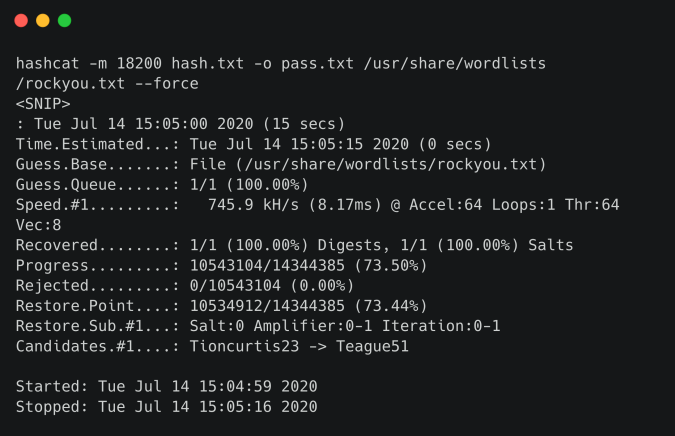 hashcat -m 18200 hash.txt -o pass.txt /usr/share/wordlists
/rockyou.txt --force
<SNIP>
: Tue Jul 14 15:05:00 2020 (15 secs)
Time.Estimated...: Tue Jul 14 15:05:15 2020 (0 secs)
Guess.Base.......: File (/usr/share/wordlists/rockyou.txt)
Guess.Queue......: 1/1 (100.00%)
Speed.#1.........:   745.9 kH/s (8.17ms) @ Accel:64 Loops:1 Thr:64
Vec:8
Recovered........: 1/1 (100.00%) Digests, 1/1 (100.00%) Salts
Progress.........: 10543104/14344385 (73.50%)
Rejected.........: 0/10543104 (0.00%)
Restore.Point....: 10534912/14344385 (73.44%)
Restore.Sub.#1...: Salt:0 Amplifier:0-1 Iteration:0-1
Candidates.#1....: Tioncurtis23 -> Teague51
Started: Tue Jul 14 15:04:59 2020
Stopped: Tue Jul 14 15:05:16 2020